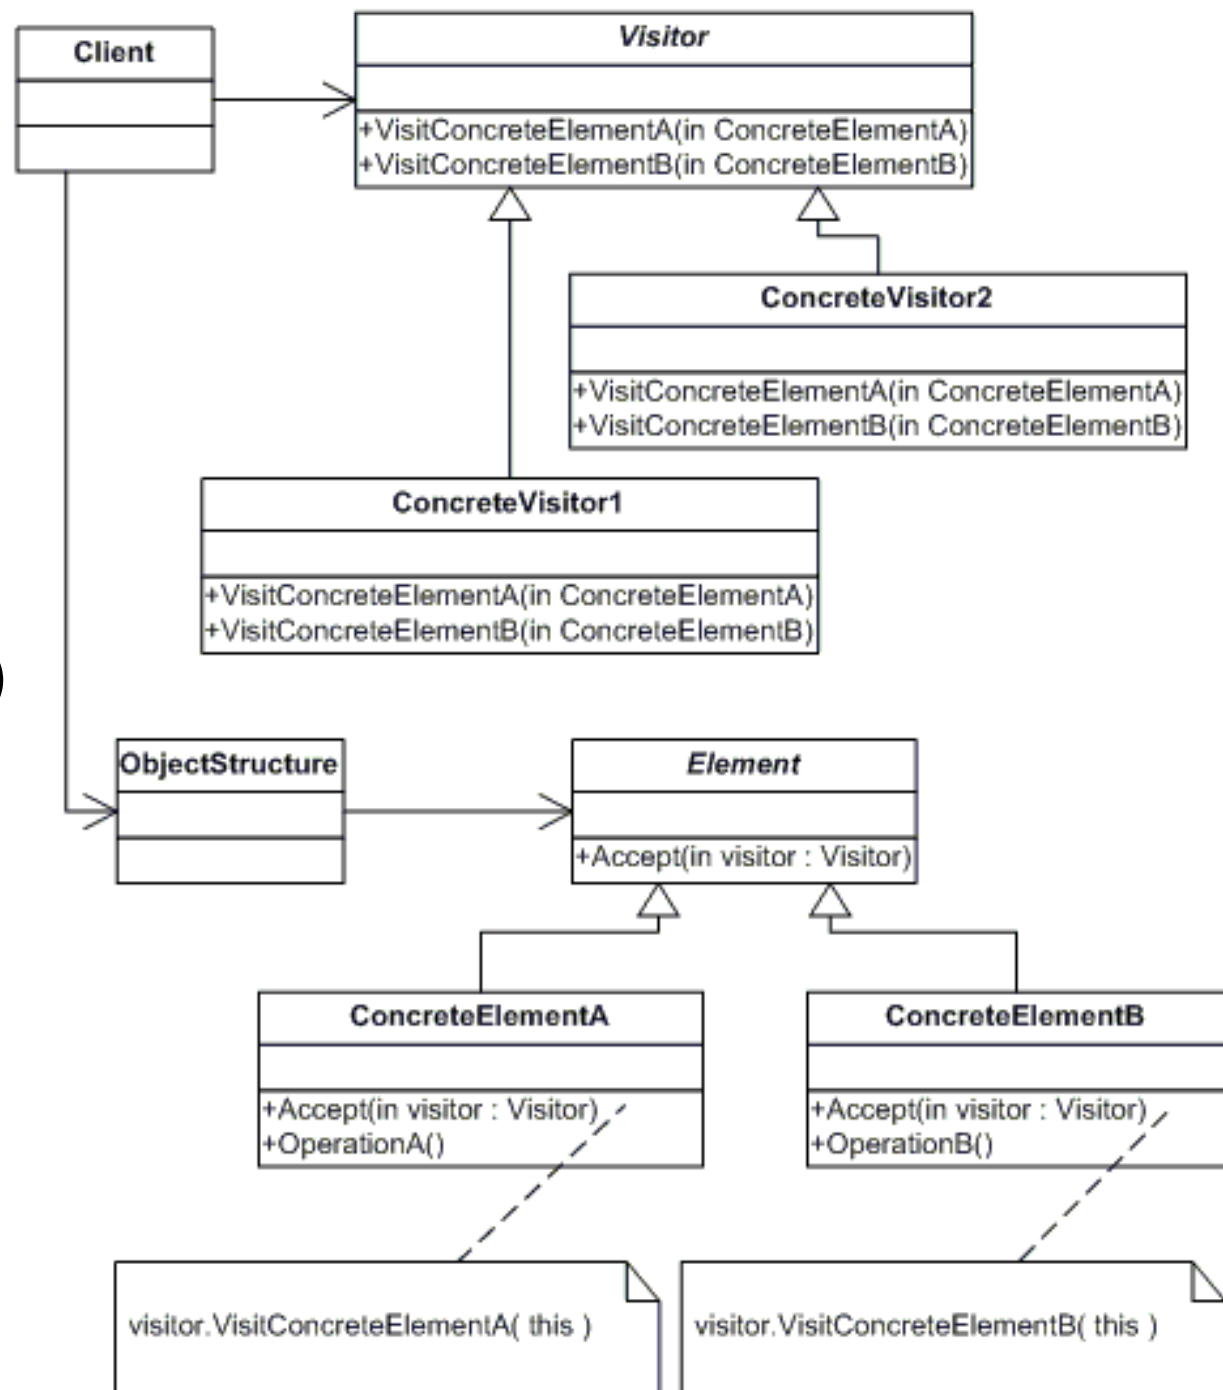 Client
Visitor
+VisitConcreteElementA(in ConcreteElementA)
+VisitConcreteElementB(in ConcreteElementB)
ConcreteVisitor2
+VisitConcreteElementA(in ConcreteElementA)
+VisitConcreteElementB(in ConcreteElementB)
ConcreteVisitor1
+VisitConcreteElementA(in ConcreteElementA)
+VisitConcreteElementB(in ConcreteElementB)
)
ObjectStructure
Element
+Accept(in visitor : Visitor)
ConcreteElementA
+Accept(in visitor : Visitor)
+OperationA()
ConcreteElementB
+Accept(in visitor : Visitor)
+OperationB()
visitor.VisitConcreteElementA( this )
visitor.VisitConcreteElementB( this )